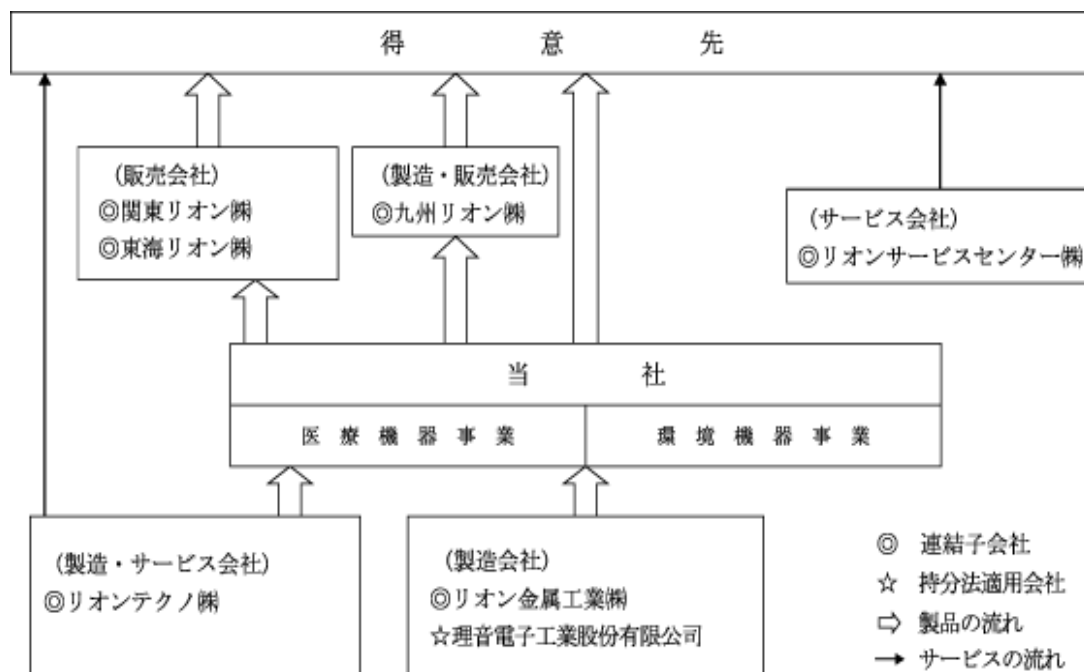 得意先
(販売会社)
◎関東リオン㈱
◎東海リオン㈱
(製造・販売会社)
◎九州リオン㈱
(サービス会社)
◎リオンサービスセンター㈱
当社
医療機器事業
環境機器事業
(製造・サービス会社)
◎リオンテクノ㈱
(製造会社)
◎リオン金属工業㈱
☆理音電子工業股份有限公司
◎ 連結子会社
☆ 持分法適用会社
⇨ 製品の流れ
→ サービスの流れ